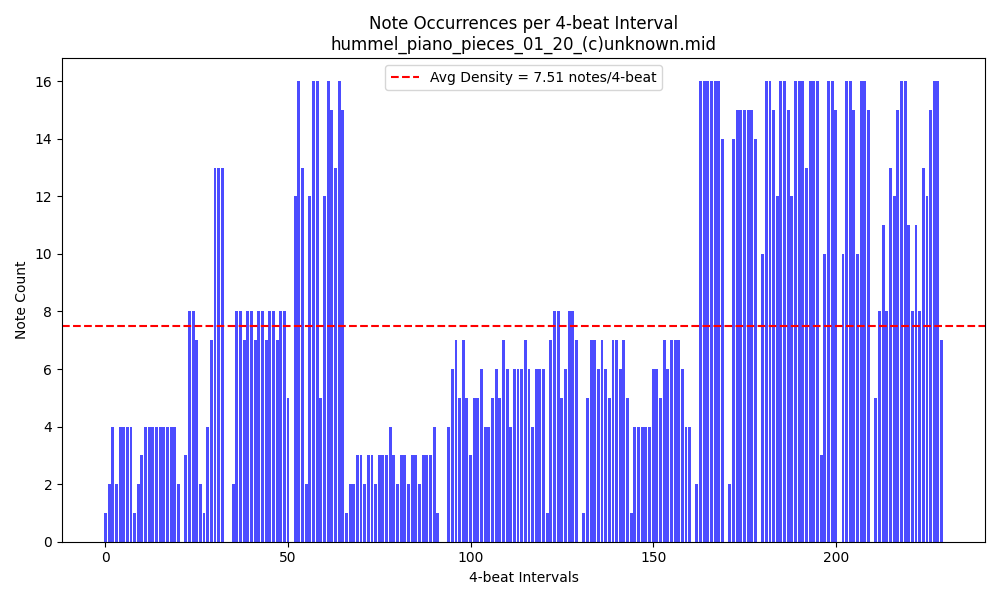 Note Occurrences per 4-beat Interval
hummel_piano_pieces_01_20_(c)unknown.mid
Avg Density = 7.51 notes/4-beat
Note Count
16
14
12
10
8
6
4
2
0
0 50 100 150 200
4-beat Intervals